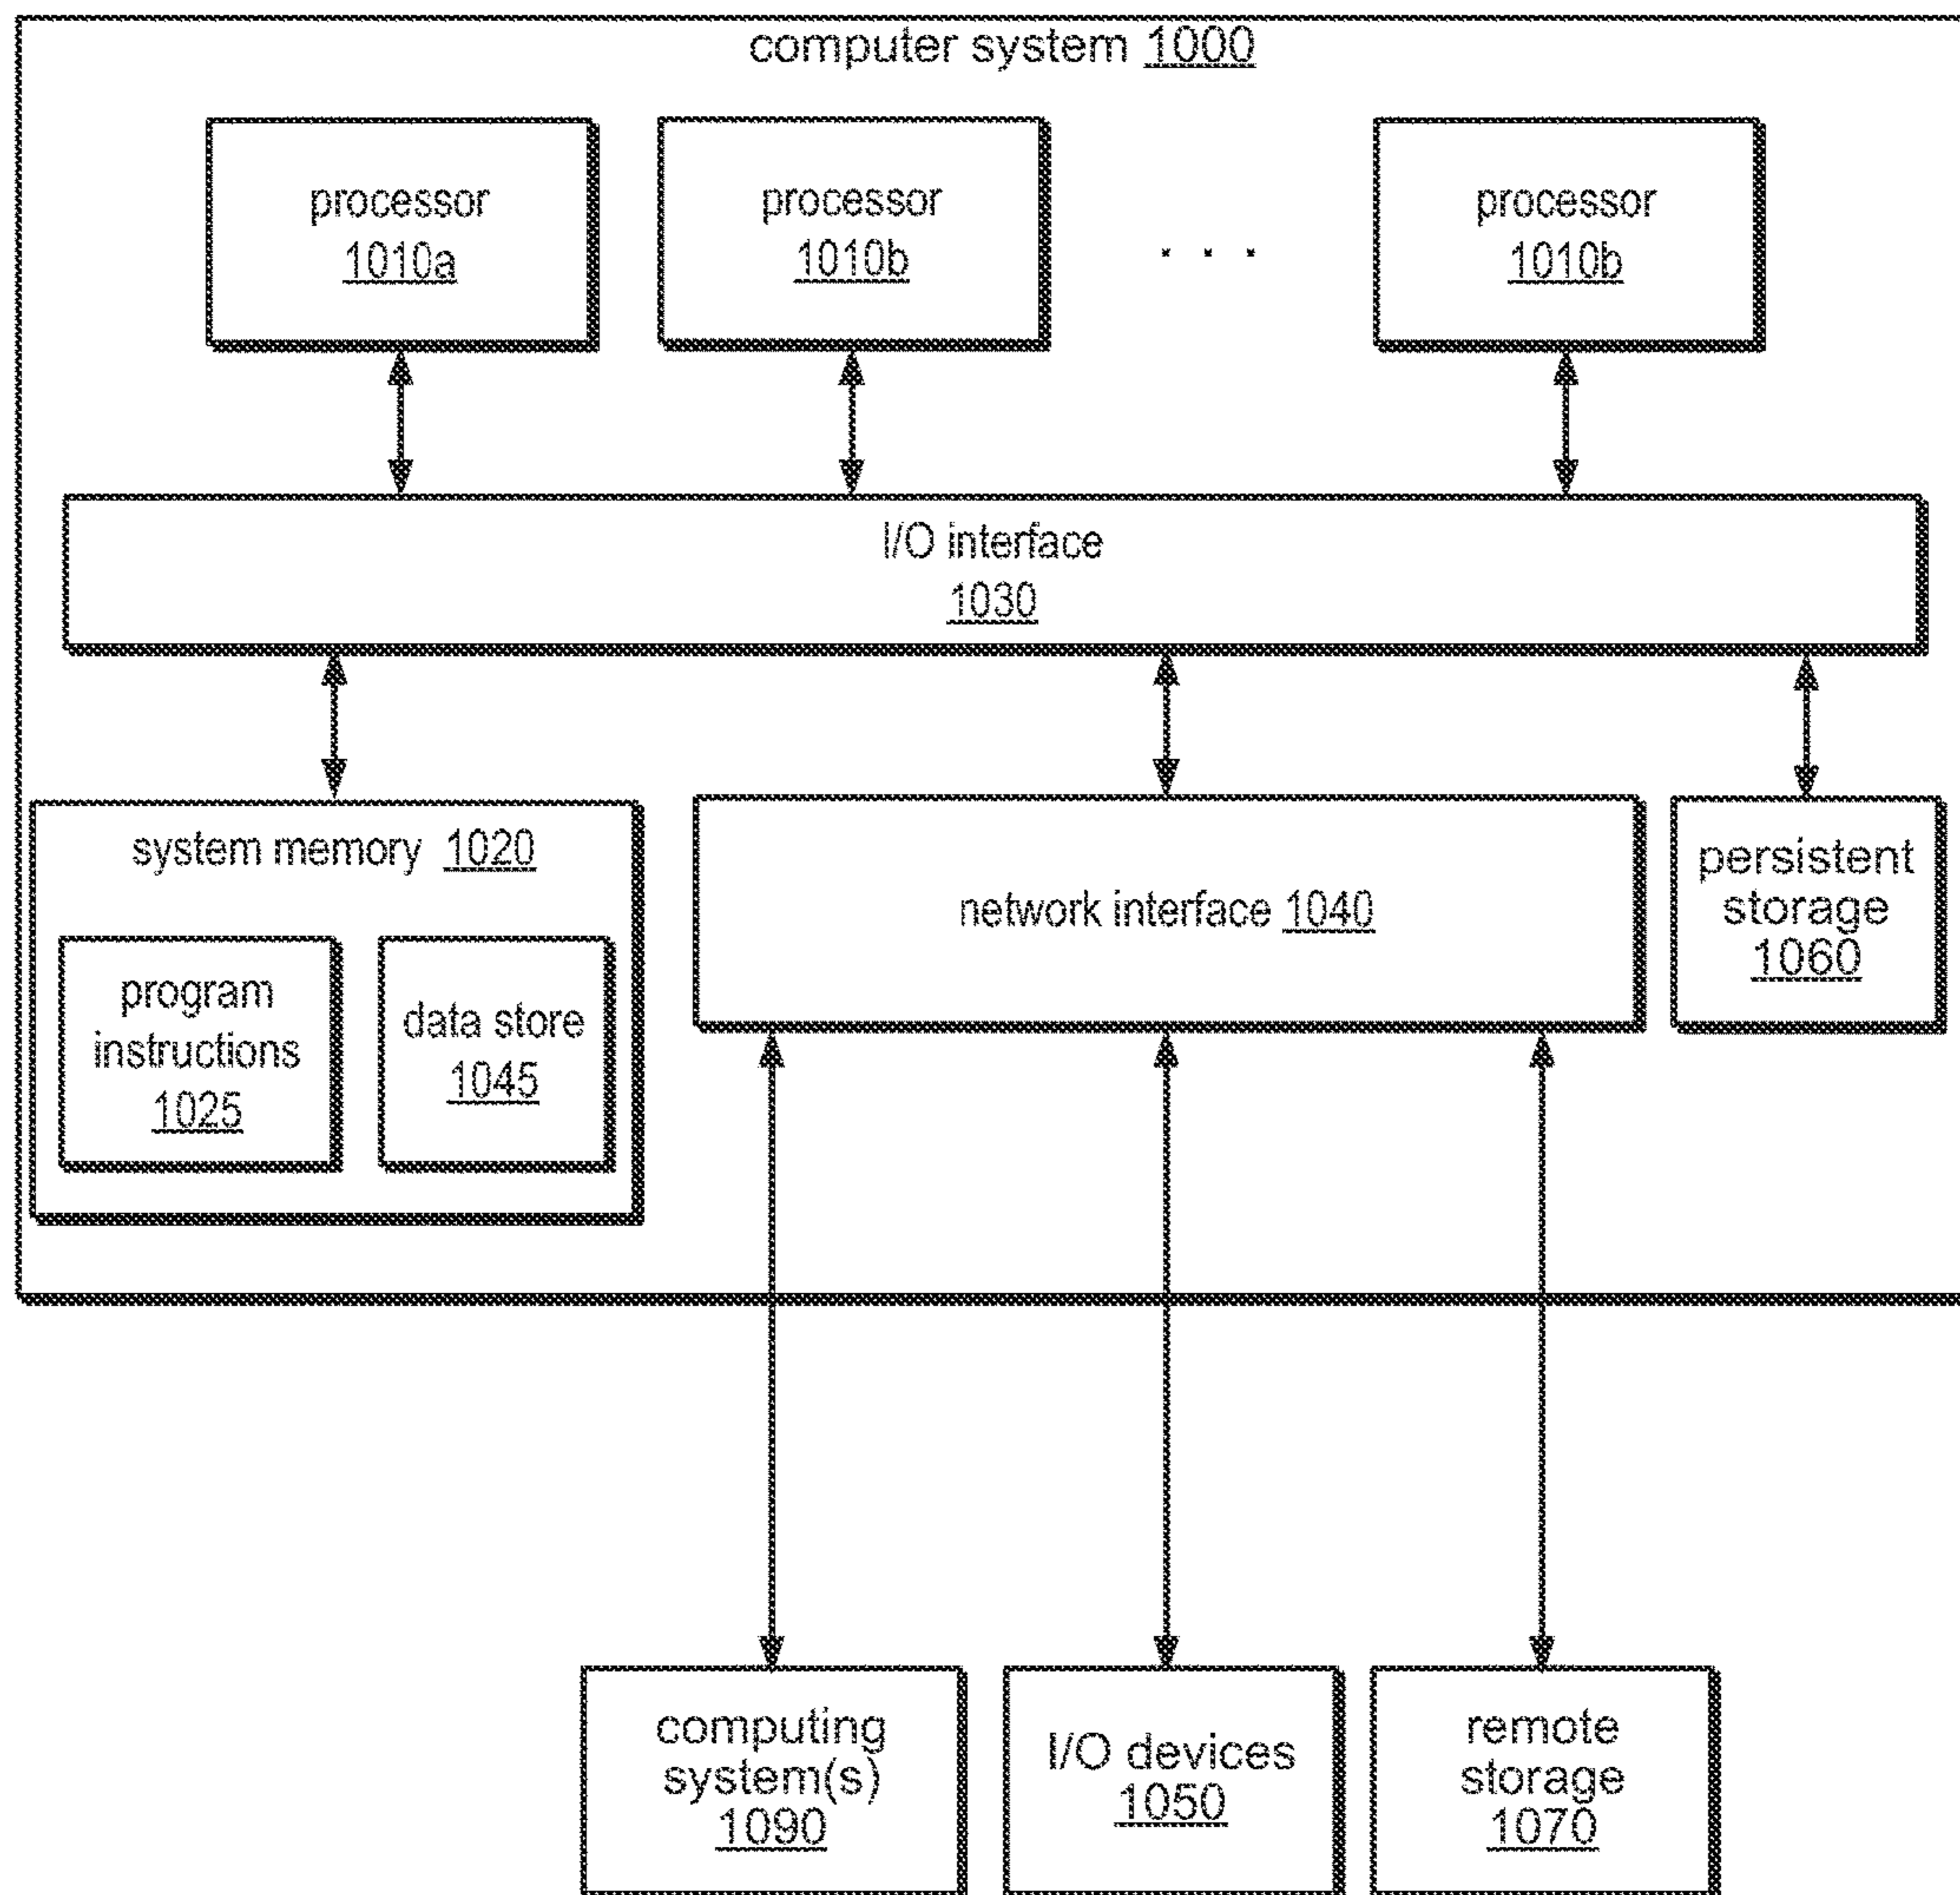 computer system 1000
processor
1010a
processor
1010b
. . .
processor
1010b
I/O interface
1030
system memory 1020
program
instructions
1025
data store
1045
network interface 1040
persistent
storage
1060
computing
system(s)
1090
I/O devices
1050
remote
storage
1070